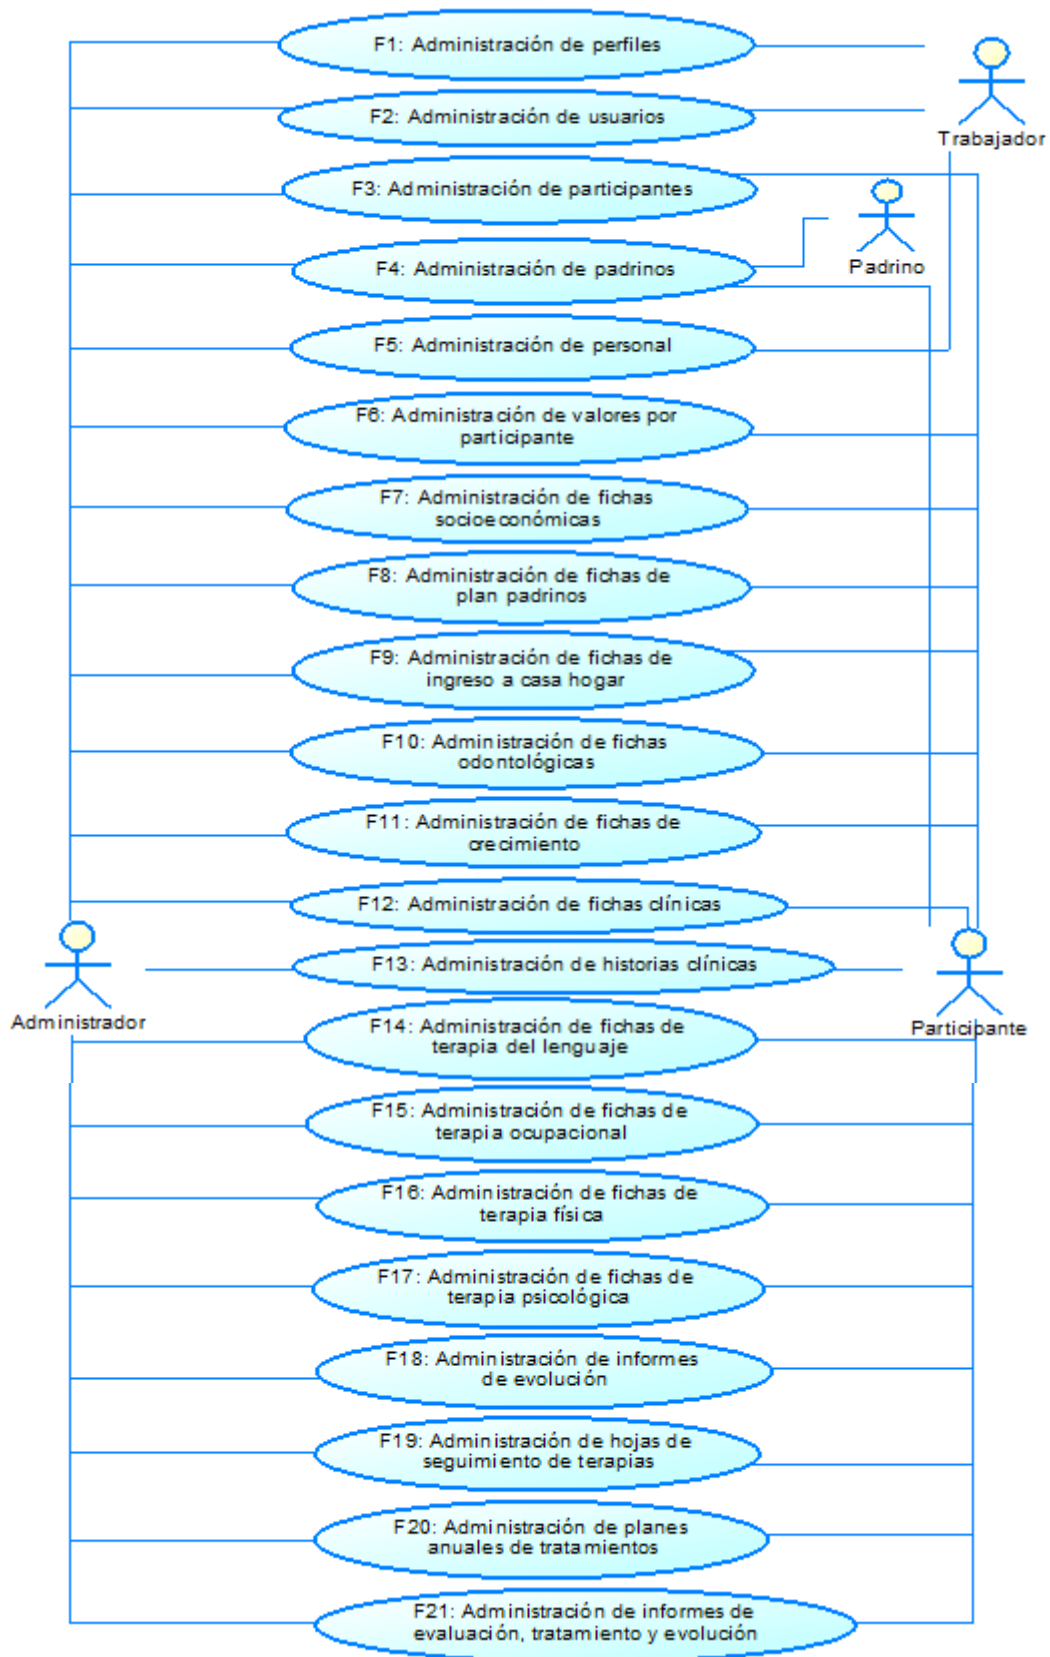 F1: Administración de perfiles
F2: Administración de usuarios
Trabajador
F3: Administración de participantes
F4: Administración de padrinos
Padrino
F5: Administración de personal
F6: Administración de valores por
participante
F7: Administración de fichas
socioeconómicas
F8: Administración de fichas de
plan padrinos
F9: Administración de fichas de
ingreso a casa hogar
F10: Administración de fichas
odontológicas
F11: Administración de fichas de
crecimiento
F12: Administración de fichas clínicas
F13: Administración de historias clínicas
Administrador
Participante
F14: Administración de fichas de
terapia del lenguaje
F15: Administración de fichas de
terapia ocupacional
F16: Administración de fichas de
terapia física
F17: Administración de fichas de
terapia psicológica
F18: Administración de informes
de evolución
F19: Administración de hojas de
seguimiento de terapias
F20: Administración de planes
anuales de tratamientos
F21: Administración de informes de
evaluación, tratamiento y evolución